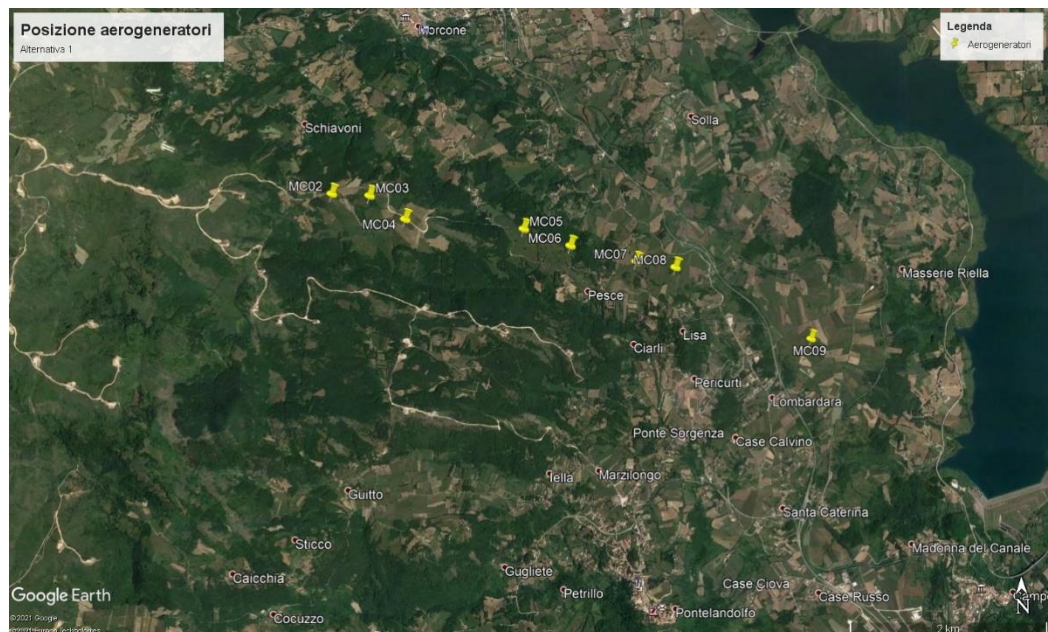 Posizione aerogeneratori
Alternativa 1
Legenda
Aerogeneratori
Morcone
Schiavoni
Solla
MC02
MC03
MC04
MC05
MC06
MC07
MC08
Masserie Riella
Pesce
Lisa
Ciarli
MC09
Pericurti
Lombardara
Ponte Sorgenza
Case Calvino
Iella
Marzilongo
Guitto
Santa Caterina
Sticco
Madonna del Canale
Caicchia
Gugliete
Petrillo
Case Ciova
Case Russo
Google Earth
Pontelandolfo
Cocuzzo
N
© 2021 Google
2 km